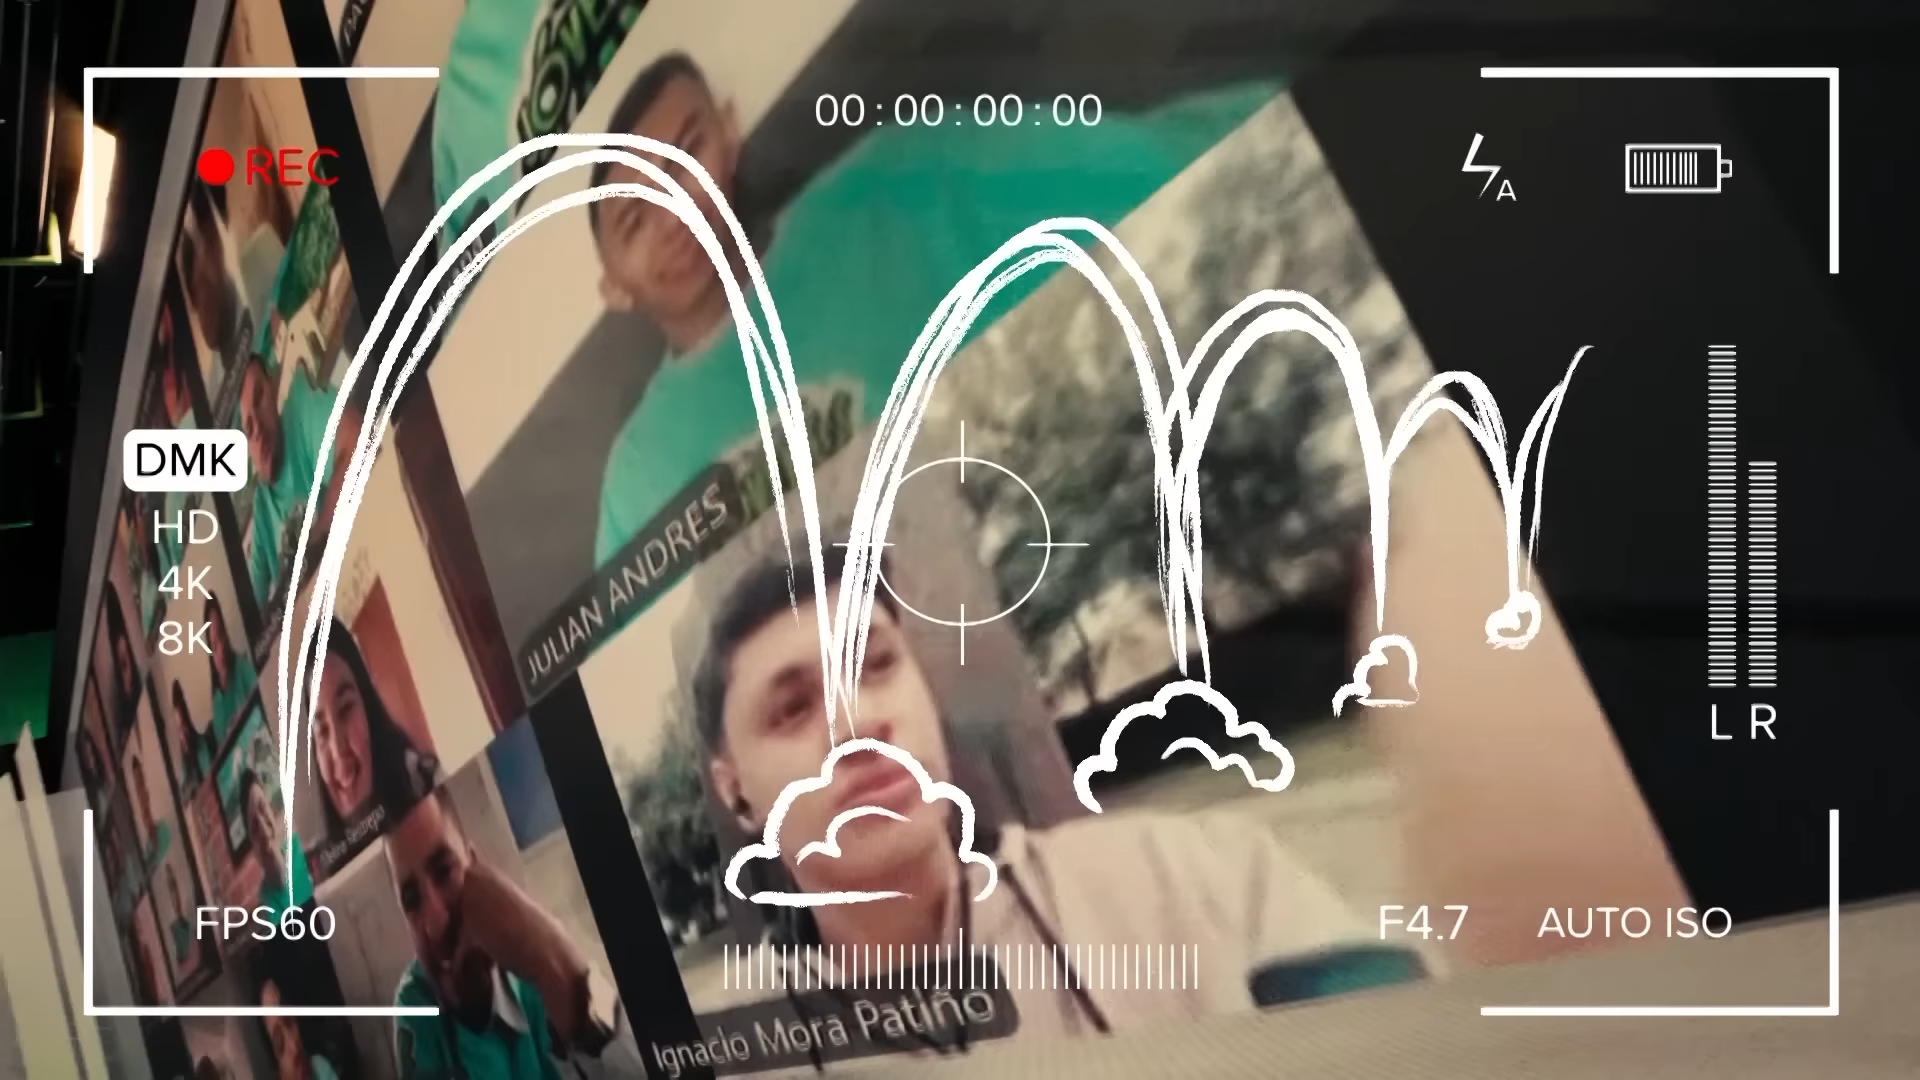 00:00:00:00
REC
A
DMK
HD
4K
8K
JULIAN ANDRES
L R
FPS60
F4.7
AUTO ISO
Ignacio Mora Patiño